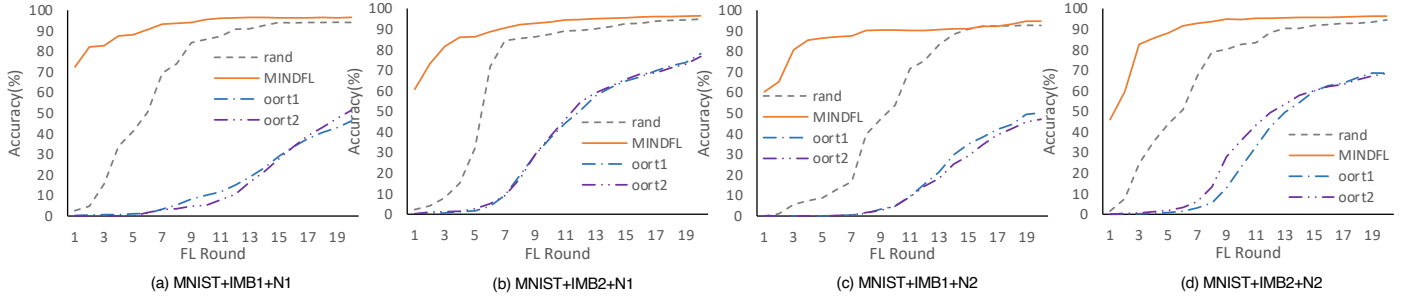 Accuracy(%)
100
90
80
70
60
50
40
30
20
10
0
rand
MINDFL
oort1
oort2
1 3 5 7 9 11 13 15 17 19
FL Round
(a) MNIST+IMB1+N1
Accuracy(%)
100
90
80
70
60
50
40
30
20
10
0
rand
MINDFL
oort1
oort2
1 3 5 7 9 11 13 15 17 19
FL Round
(b) MNIST+IMB2+N1
Accuracy(%)
100
90
80
70
60
50
40
30
20
10
0
rand
MINDFL
oort1
oort2
1 3 5 7 9 11 13 15 17 19
FL Round
(c) MNIST+IMB1+N2
Accuracy(%)
100
90
80
70
60
50
40
30
20
10
0
rand
MINDFL
oort1
oort2
1 3 5 7 9 11 13 15 17 19
FL Round
(d) MNIST+IMB2+N2